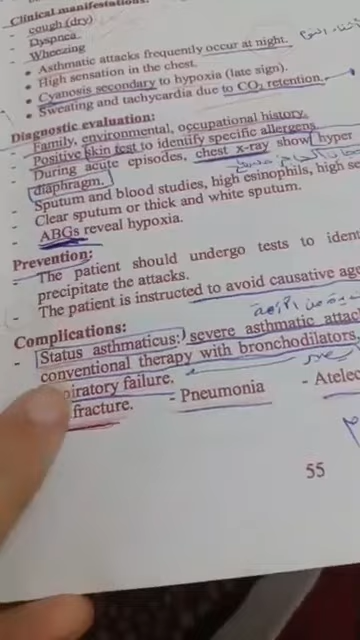 Clinical manifestations:
- cough (dry)
- Dyspnea
- Wheezing
• Asthmatic attacks frequently occur at night.
• High sensation in the chest.
• Cyanosis secondary to hypoxia (late sign).
• Sweating and tachycardia due to CO2 retention.
Diagnostic evaluation:
- Family, environmental, occupational history.
- Positive skin test to identify specific allergens
- During acute episodes, chest x-ray show hyper
diaphragm.
- Sputum and blood studies, high esinophils, high se
- Clear sputum or thick and white sputum.
- ABGs reveal hypoxia.
Prevention:
- The patient should undergo tests to ident
precipitate the attacks.
- The patient is instructed to avoid causative age
Complications:
- Status asthmaticus: severe asthmatic attac
conventional therapy with bronchodilators,
piratory failure.
fracture. - Pneumonia - Atelec
55